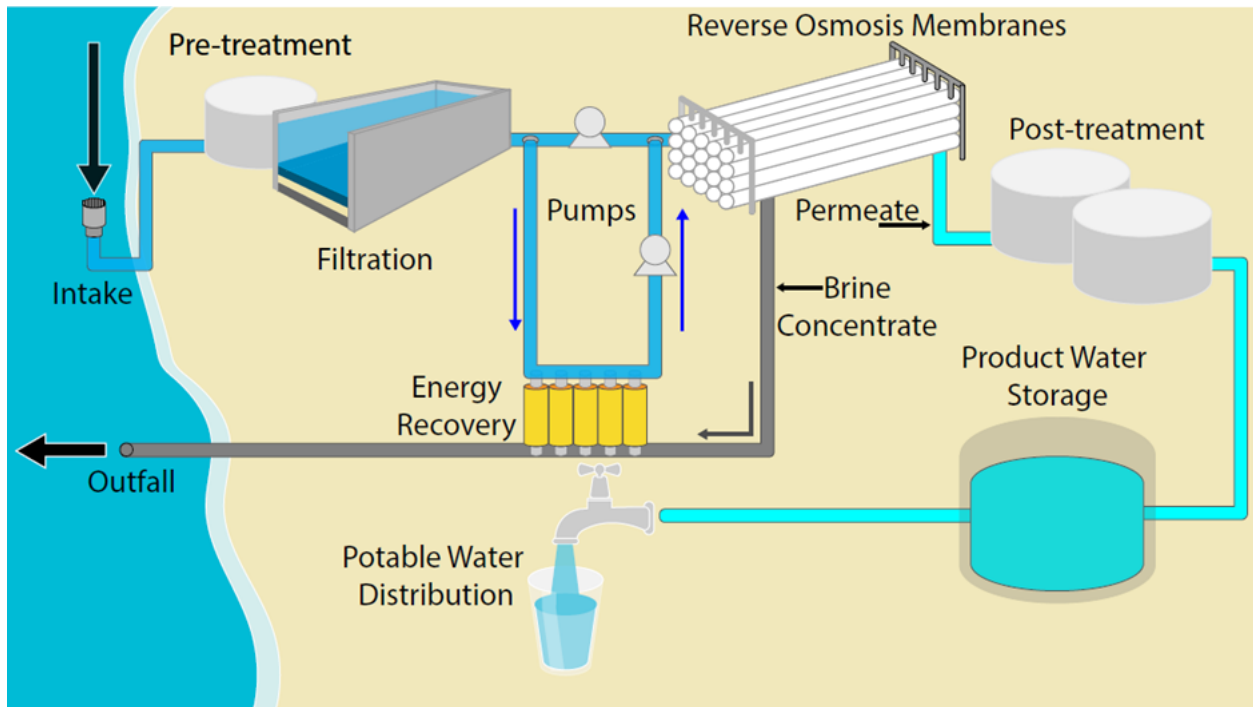 Pre-treatment
Reverse Osmosis Membranes
Post-treatment
Pumps
Permeate
Filtration
Intake
Brine
Concentrate
Product Water
Storage
Energy
Recovery
Outfall
Potable Water
Distribution